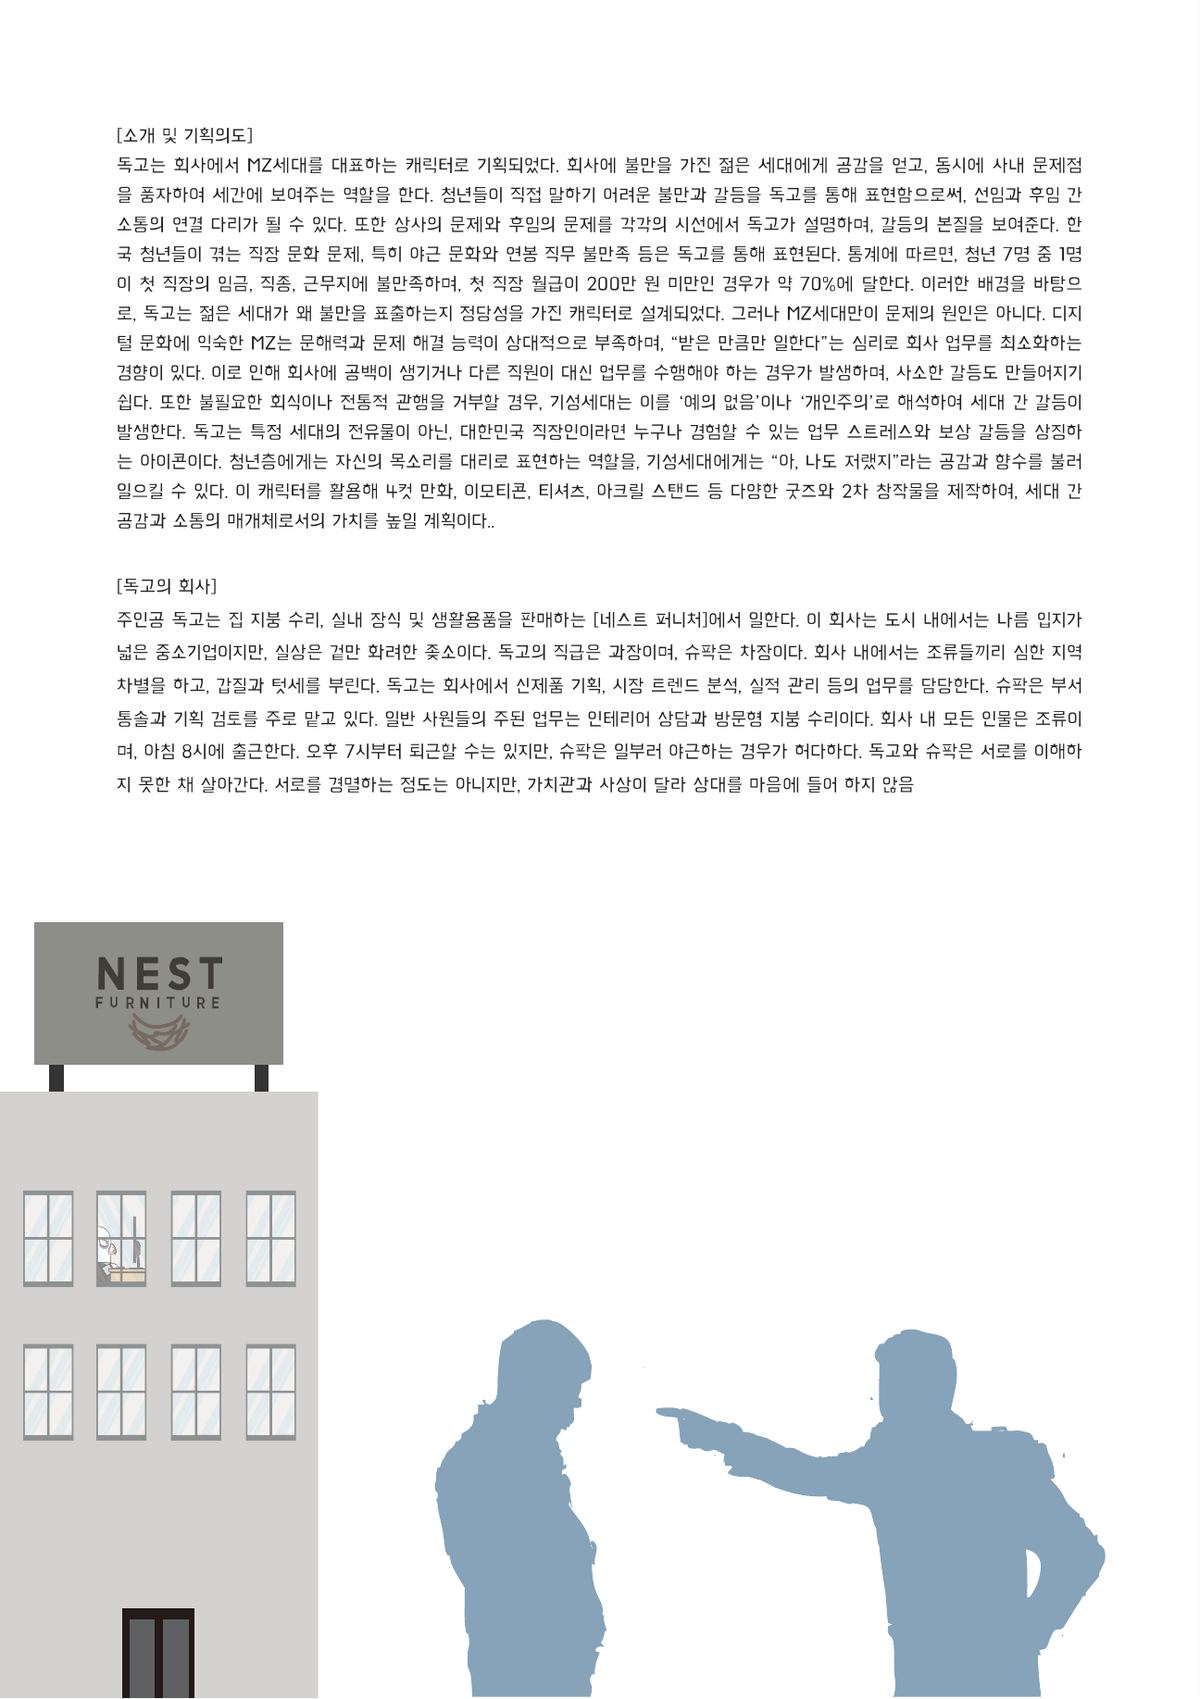 [소개 및 기획의도]
독고는 회사에서 MZ세대를 대표하는 캐릭터로 기획되었다. 회사에 불만을 가진 젊은 세대에게 공감을 얻고, 동시에 사내 문제점
을 풍자하여 세간에 보여주는 역할을 한다. 청년들이 직접 말하기 어려운 불만과 갈등을 독고를 통해 표현함으로써, 선임과 후임 간
소통의 연결 다리가 될 수 있다. 또한 상사의 문제와 후임의 문제를 각각의 시선에서 독고가 설명하며, 갈등의 본질을 보여준다. 한
국 청년들이 겪는 직장 문화 문제, 특히 야근 문화와 연봉 직무 불만족 등은 독고를 통해 표현된다. 통계에 따르면, 청년 7명 중 1명
이 첫 직장의 임금, 직종, 근무지에 불만족하며, 첫 직장 월급이 200만 원 미만인 경우가 약 70%에 달한다. 이러한 배경을 바탕으
로, 독고는 젊은 세대가 왜 불만을 표출하는지 정당성을 가진 캐릭터로 설계되었다. 그러나 MZ세대만이 문제의 원인은 아니다. 디지
털 문화에 익숙한 MZ는 문해력과 문제 해결 능력이 상대적으로 부족하며, “받은 만큼만 일한다”는 심리로 회사 업무를 최소화하는
경향이 있다. 이로 인해 회사에 공백이 생기거나 다른 직원이 대신 업무를 수행해야 하는 경우가 발생하며, 사소한 갈등도 만들어지기
쉽다. 또한 불필요한 회식이나 전통적 관행을 거부할 경우, 기성세대는 이를 ‘예의 없음’이나 ‘개인주의’로 해석하여 세대 간 갈등이
발생한다. 독고는 특정 세대의 전유물이 아닌, 대한민국 직장인이라면 누구나 경험할 수 있는 업무 스트레스와 보상 갈등을 상징하
는 아이콘이다. 청년층에게는 자신의 목소리를 대리로 표현하는 역할을, 기성세대에게는 “아, 나도 저랬지”라는 공감과 향수를 불러
일으킬 수 있다. 이 캐릭터를 활용해 4컷 만화, 이모티콘, 티셔츠, 아크릴 스탠드 등 다양한 굿즈와 2차 창작물을 제작하여, 세대 간
공감과 소통의 매개체로서의 가치를 높일 계획이다..
[독고의 회사]
주인공 독고는 집 지붕 수리, 실내 장식 및 생활용품을 판매하는 [네스트 퍼니처]에서 일한다. 이 회사는 도시 내에서는 나름 입지가
넓은 중소기업이지만, 실상은 겉만 화려한 좆소이다. 독고의 직급은 과장이며, 슈팍은 차장이다. 회사 내에서는 조류들끼리 심한 지역
차별을 하고, 갑질과 텃세를 부린다. 독고는 회사에서 신제품 기획, 시장 트렌드 분석, 실적 관리 등의 업무를 담당한다. 슈팍은 부서
통솔과 기획 검토를 주로 맡고 있다. 일반 사원들의 주된 업무는 인테리어 상담과 방문형 지붕 수리이다. 회사 내 모든 인물은 조류이
며, 아침 8시에 출근한다. 오후 7시부터 퇴근할 수는 있지만, 슈팍은 일부러 야근하는 경우가 허다하다. 독고와 슈팍은 서로를 이해하
지 못한 채 살아간다. 서로를 경멸하는 정도는 아니지만, 가치관과 사상이 달라 상대를 마음에 들어 하지 않음
NEST
FURNITURE